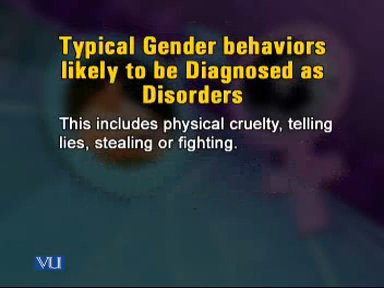 Typical Gender behaviors
likely to be Diagnosed as
Disorders
This includes physical cruelty, telling
lies, stealing or fighting.
VU